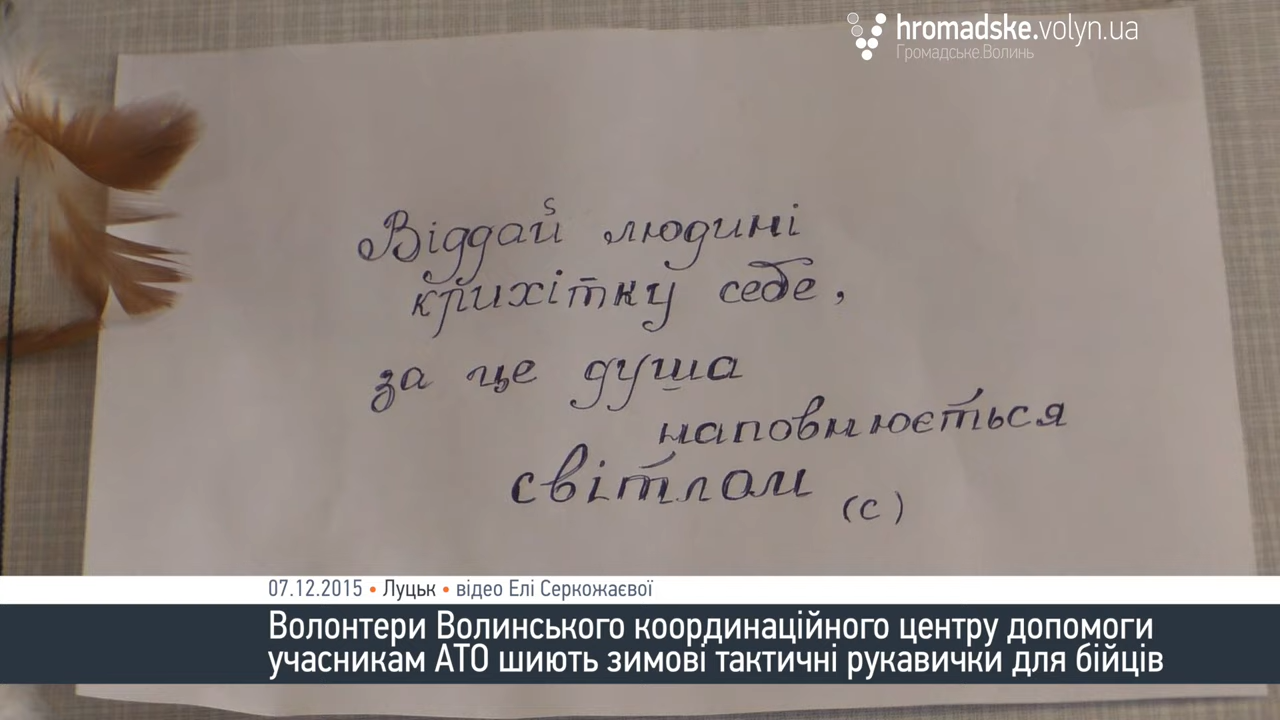 hromadske.volyn.ua
Громадське.Волинь
Віддай людині
крихітку себе,
за це душа
наповнюється
світлом
(с)
07.12.2015 • Луцьк • відео Елі Серкожаєвої
Волонтери Волинського координаційного центру допомоги
учасникам АТО шиють зимові тактичні рукавички для бійців